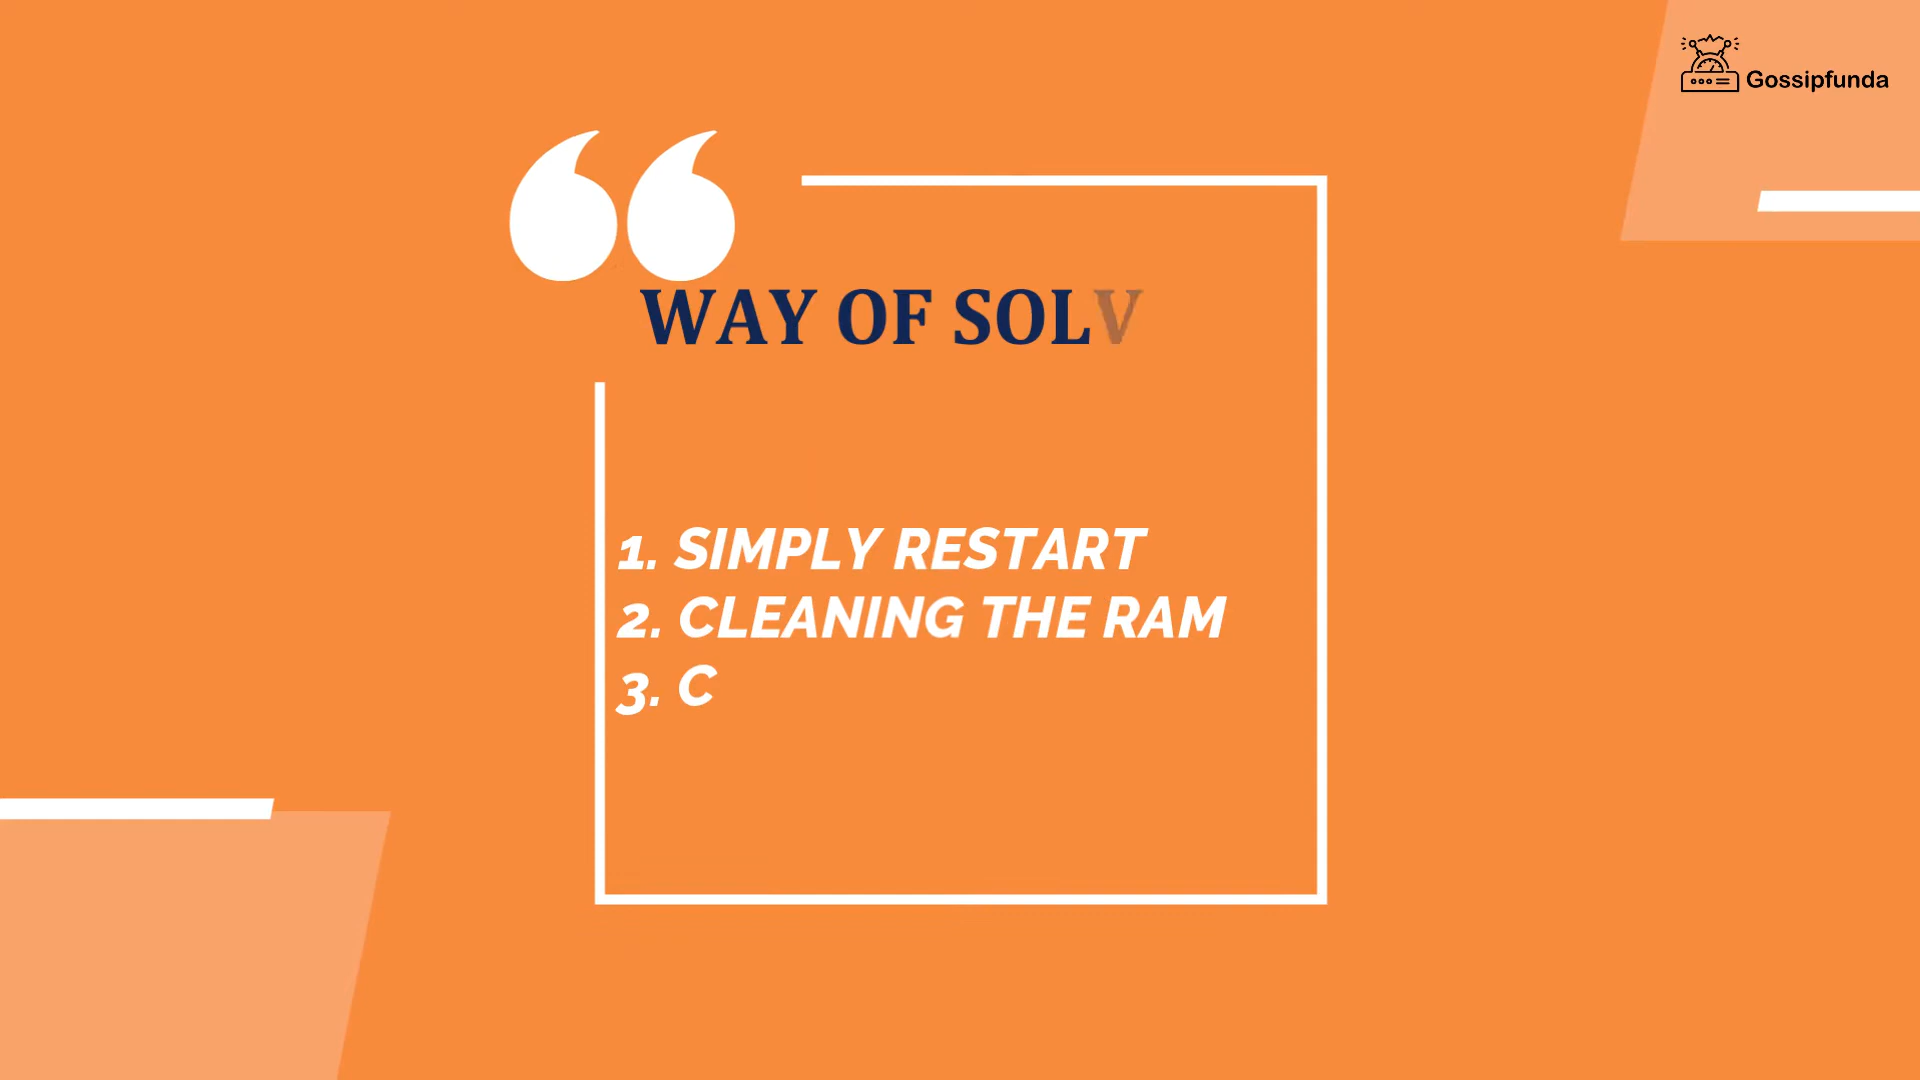 Gossipfunda
WAY OF SOLV
1. SIMPLY RESTART
2. CLEANING THE RAM
3. C